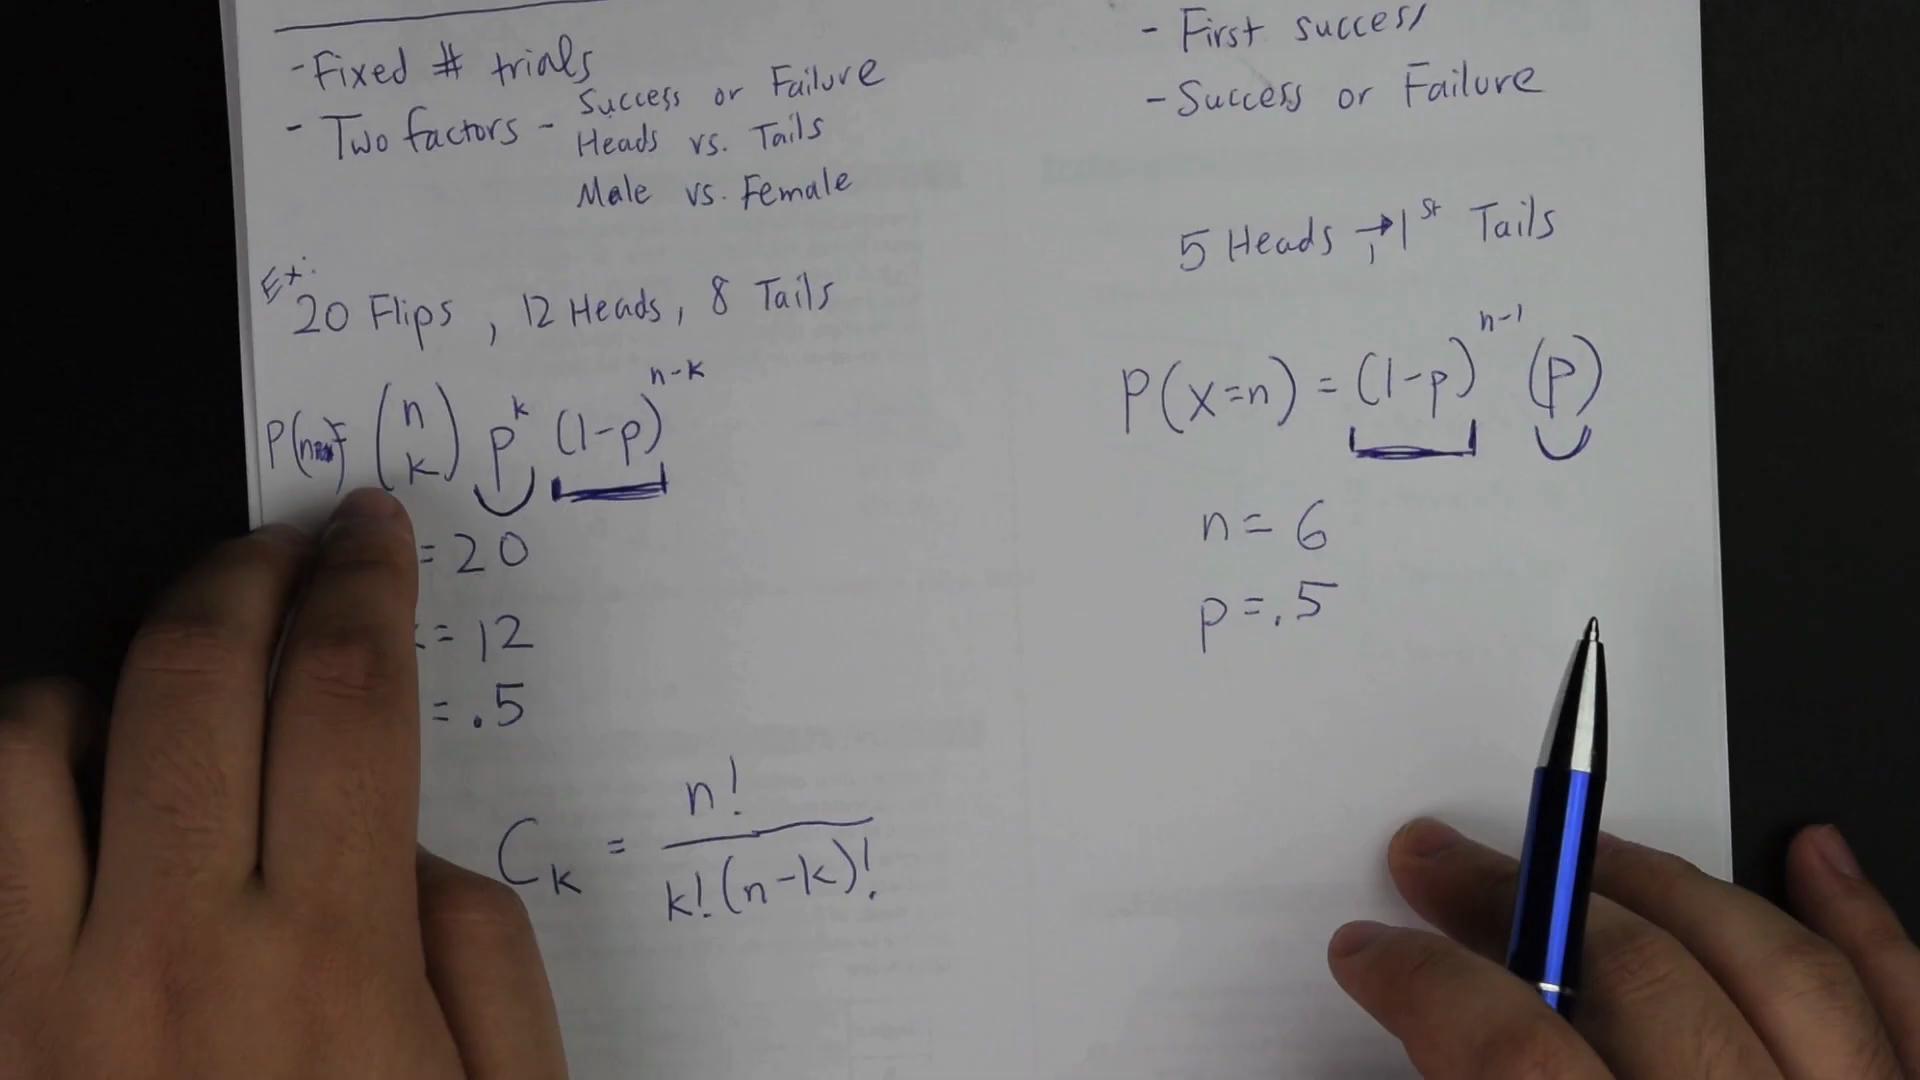 - Fixed # trials
- Two factors - Success or Failure
Heads vs. Tails
Male vs. Female
Ex:
20 Flips, 12 Heads, 8 Tails
(n k) p^k (1-p)^n-k
= 20
= 12
= .5
C_k = n! / k!(n-k)!
- First success
- Success or Failure
5 Heads → 1st Tails
P(x=n) = (1-p)^n-1 (p)
n = 6
p = .5